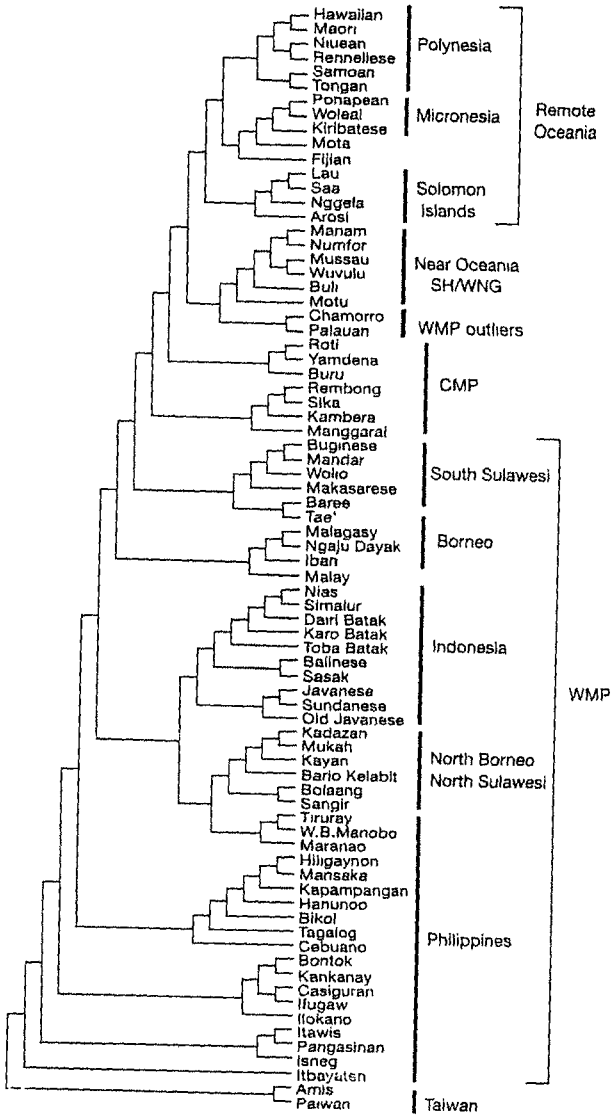 Hawaiian
Maori
Niuean
Rennellese
Samoan
Tongan
Polynesia
Ponapean
Woleai
Kiribatese
Micronesia
Mota
Fijian
Remote
Oceania
Lau
Saa
Nggela
Arosi
Solomon
Islands
Manam
Numfor
Mussau
Wuvulu
Buli
Motu
Near Oceania
SH/WNG
Chamorro
Palauan
WMP outliers
Roti
Yamdena
Buru
Rembong
Sika
Kambera
Manggarai
CMP
Buginese
Mandar
Wolio
Makasarese
Baree
Tae'
South Sulawesi
Malagasy
Ngaju Dayak
Iban
Malay
Borneo
Nias
Simalur
Dairi Batak
Karo Batak
Toba Batak
Balinese
Sasak
Javanese
Sundanese
Old Javanese
Indonesia
WMP
Kadazan
Mukah
Kayan
Bario Kelabit
Bolaang
Sangir
North Borneo
North Sulawesi
Tiruray
W.B.Manobo
Maranao
Hiligaynon
Mansaka
Kapampangan
Hanunoo
Bikol
Tagalog
Cebuano
Bontok
Kankanay
Casiguran
Ifugaw
Ilokano
Itawis
Pangasinan
Isneg
Itbayaten
Philippines
Amis
Paiwan
Taiwan